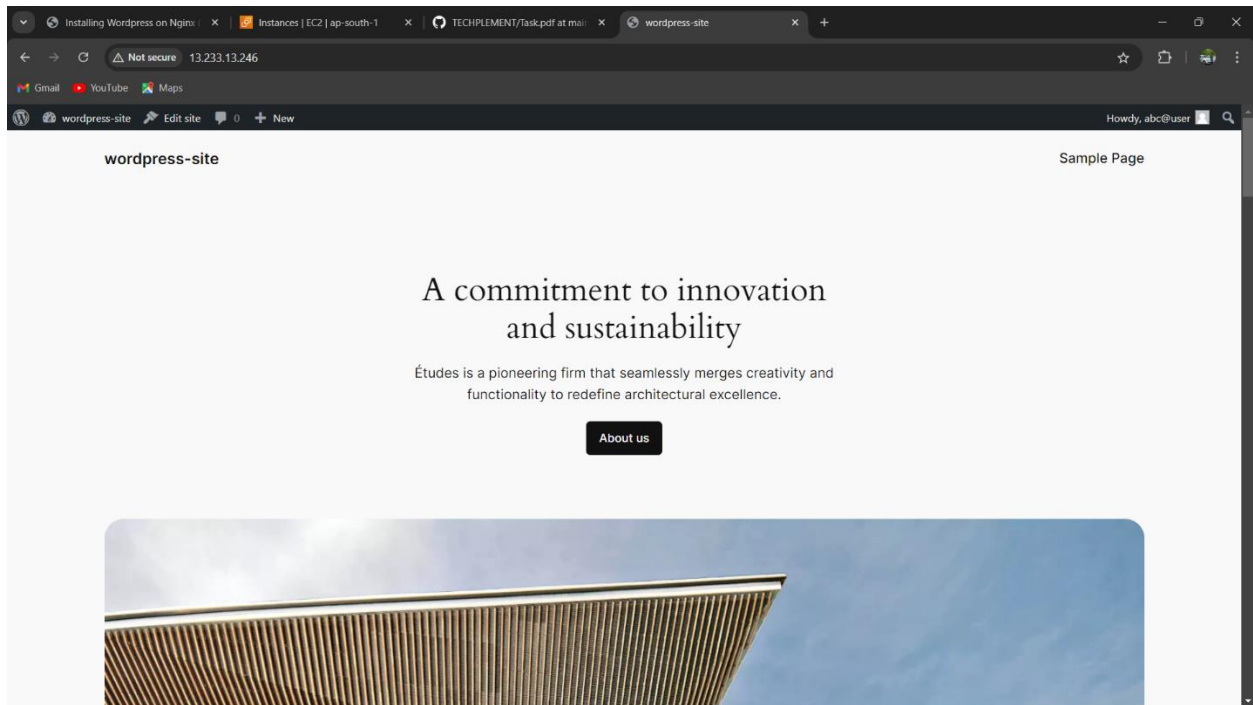 Installing Wordpress on Nginx (
Instances | EC2 | ap-south-1
TECHPLEMENT/Task.pdf at mai
wordpress-site
Not secure 13.233.13.246
Gmail YouTube Maps
wordpress-site Edit site 0 New Howdy, abc@user
wordpress-site Sample Page
A commitment to innovation
and sustainability
Études is a pioneering firm that seamlessly merges creativity and
functionality to redefine architectural excellence.
About us